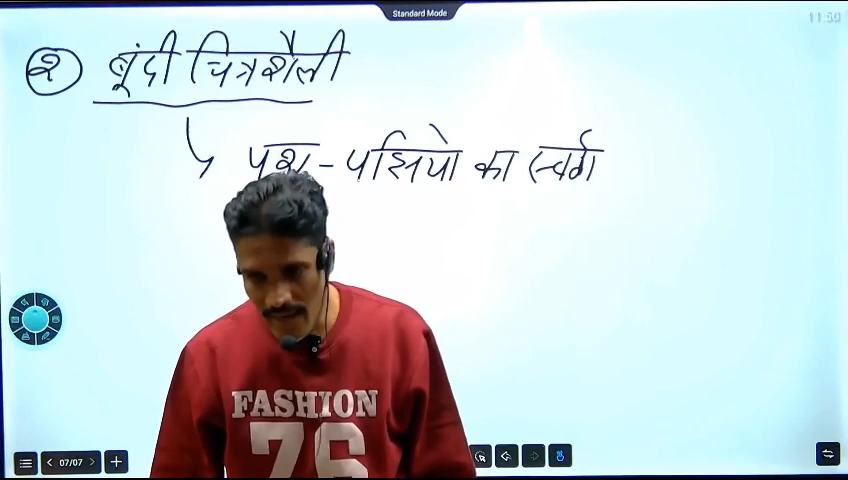 Standard Mode
11:50
२ बूंदी चित्रशैली
↳ पशु - पक्षियो का स्वर्ग
FASHION
76
07/07